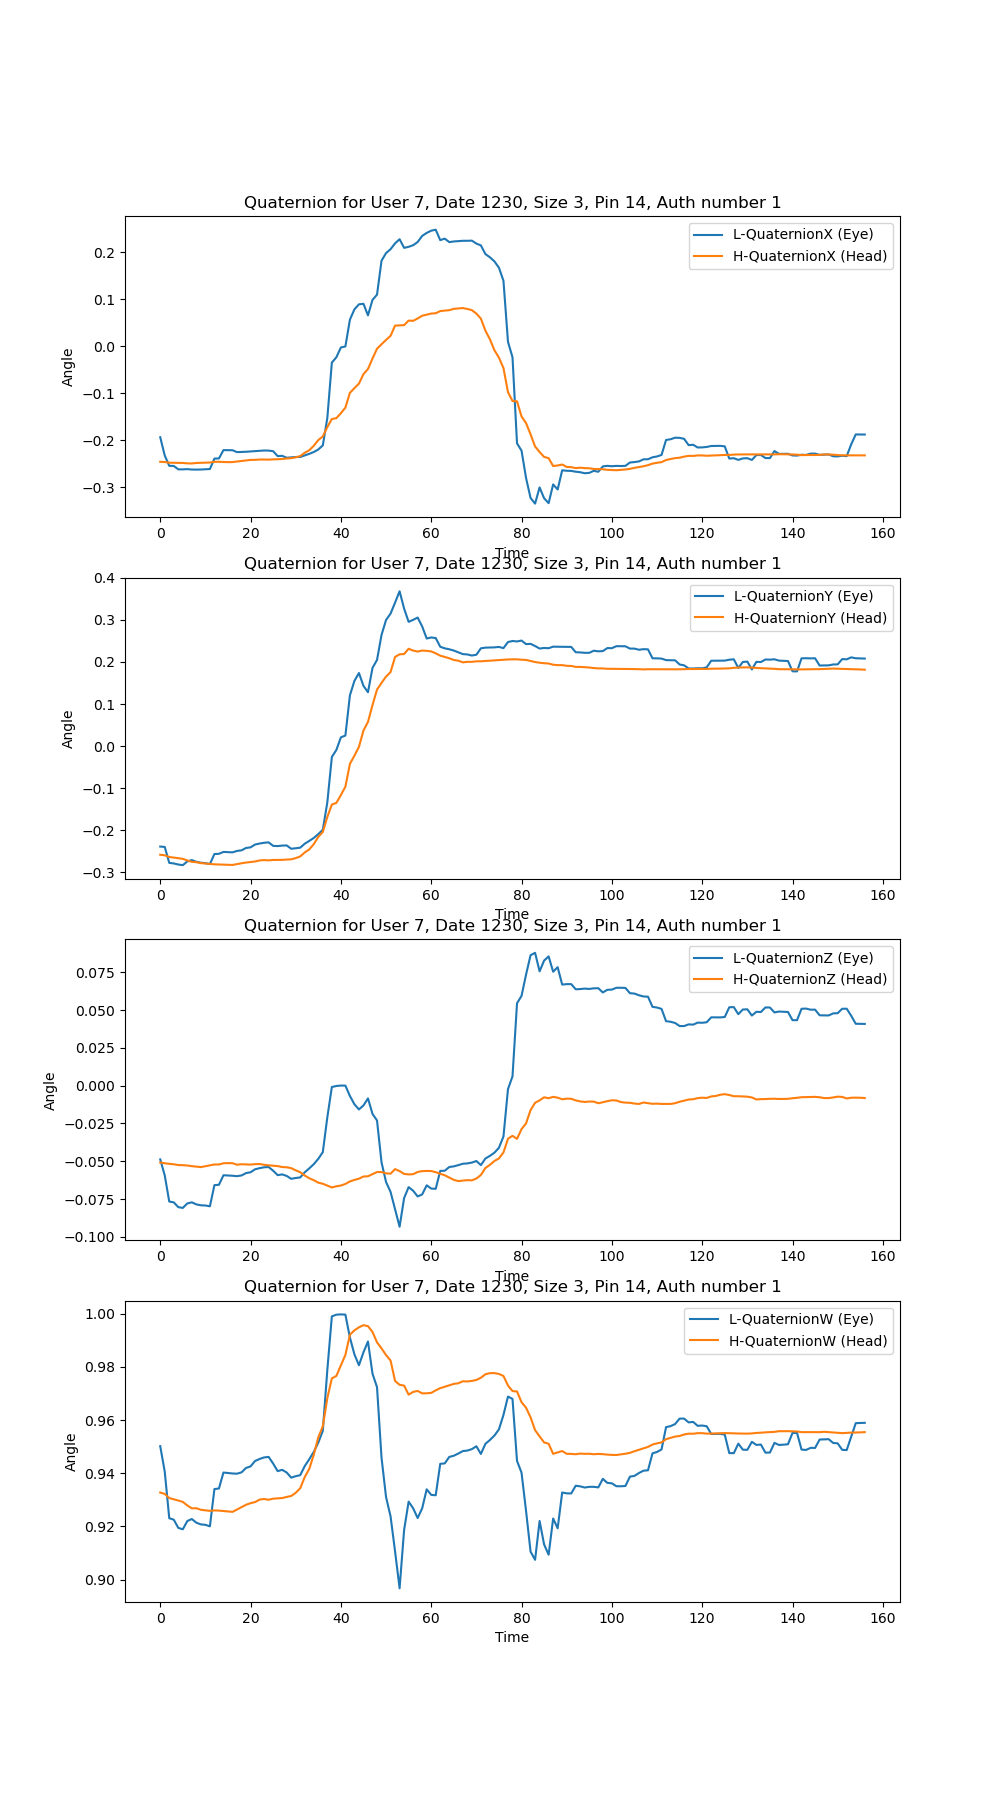 Quaternion for User 7, Date 1230, Size 3, Pin 14, Auth number 1
L-QuaternionX (Eye)
H-QuaternionX (Head)
Angle
0.2
0.1
0.0
−0.1
−0.2
−0.3
0 20 40 60 80 100 120 140 160
Time
Quaternion for User 7, Date 1230, Size 3, Pin 14, Auth number 1
L-QuaternionY (Eye)
H-QuaternionY (Head)
Angle
0.4
0.3
0.2
0.1
0.0
−0.1
−0.2
−0.3
0 20 40 60 80 100 120 140 160
Time
Quaternion for User 7, Date 1230, Size 3, Pin 14, Auth number 1
L-QuaternionZ (Eye)
H-QuaternionZ (Head)
Angle
0.075
0.050
0.025
0.000
−0.025
−0.050
−0.075
−0.100
0 20 40 60 80 100 120 140 160
Time
Quaternion for User 7, Date 1230, Size 3, Pin 14, Auth number 1
L-QuaternionW (Eye)
H-QuaternionW (Head)
Angle
1.00
0.98
0.96
0.94
0.92
0.90
0 20 40 60 80 100 120 140 160
Time